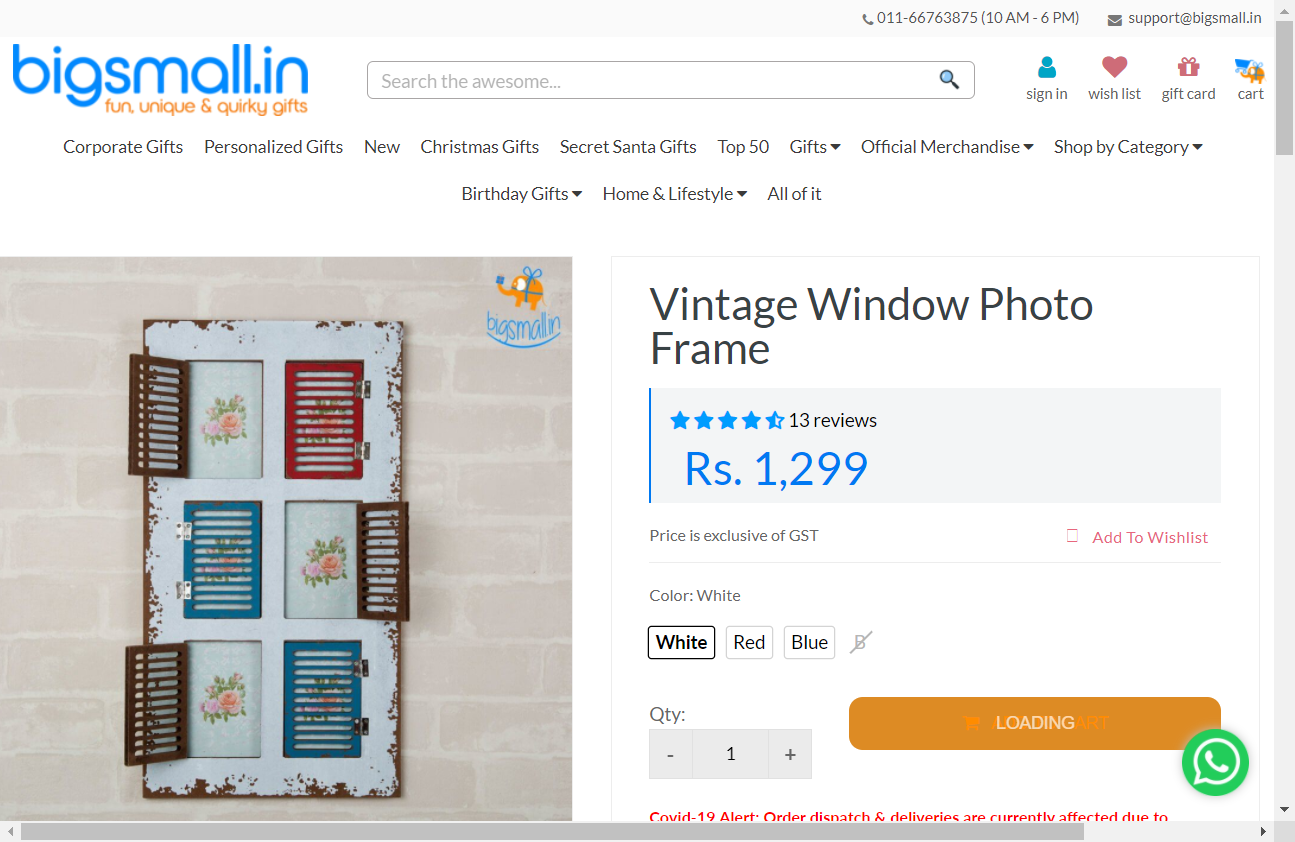 011-66763875 (10 AM - 6 PM) support@bigsmall.in
bigsmall.in
fun, unique & quirky gifts
Search the awesome...
sign in wish list gift card cart
Corporate Gifts Personalized Gifts New Christmas Gifts Secret Santa Gifts Top 50 Gifts Official Merchandise Shop by Category
Birthday Gifts Home & Lifestyle All of it
bigsmall.in
Vintage Window Photo
Frame
13 reviews
Rs. 1,299
Price is exclusive of GST Add To Wishlist
Color: White
White Red Blue B
Qty:
LOADING
- 1 +
Covid-19 Alert: Order dispatch & deliveries are currently affected due to